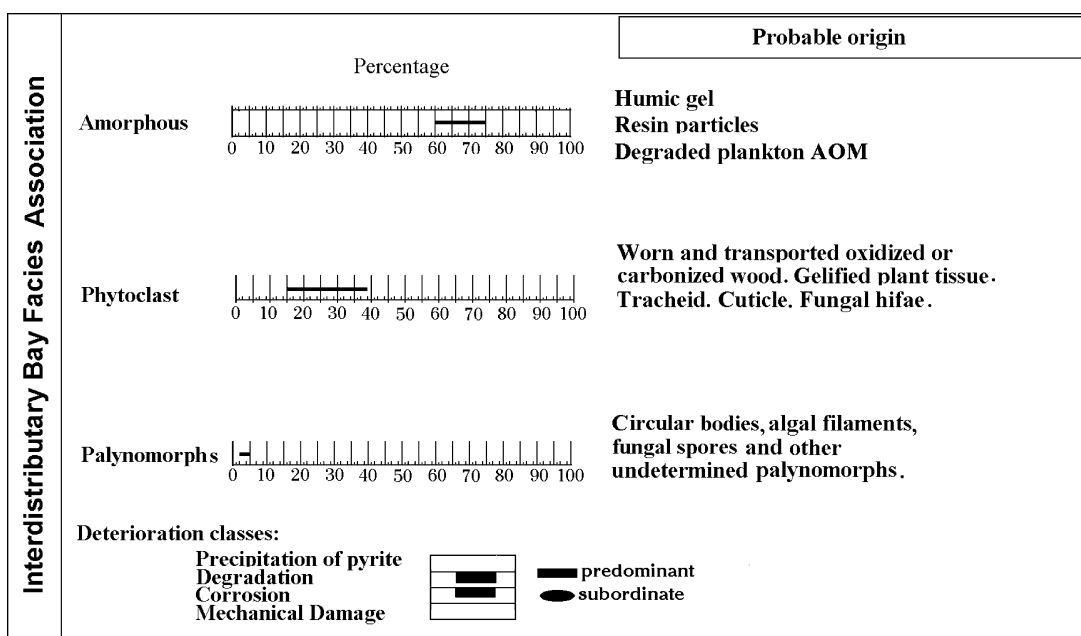 Interdistributary Bay Facies Association
Probable origin
Percentage
Amorphous
0 10 20 30 40 50 60 70 80 90 100
Humic gel
Resin particles
Degraded plankton AOM
Phytoclast
0 10 20 30 40 50 60 70 80 90 100
Worn and transported oxidized or
carbonized wood. Gelified plant tissue.
Tracheid. Cuticle. Fungal hifae.
Palynomorphs
0 10 20 30 40 50 60 70 80 90 100
Circular bodies, algal filaments,
fungal spores and other
undetermined palynomorphs.
Deterioration classes:
Precipitation of pyrite
Degradation
Corrosion
Mechanical Damage
predominant
subordinate